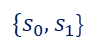 {s₀, s₁}